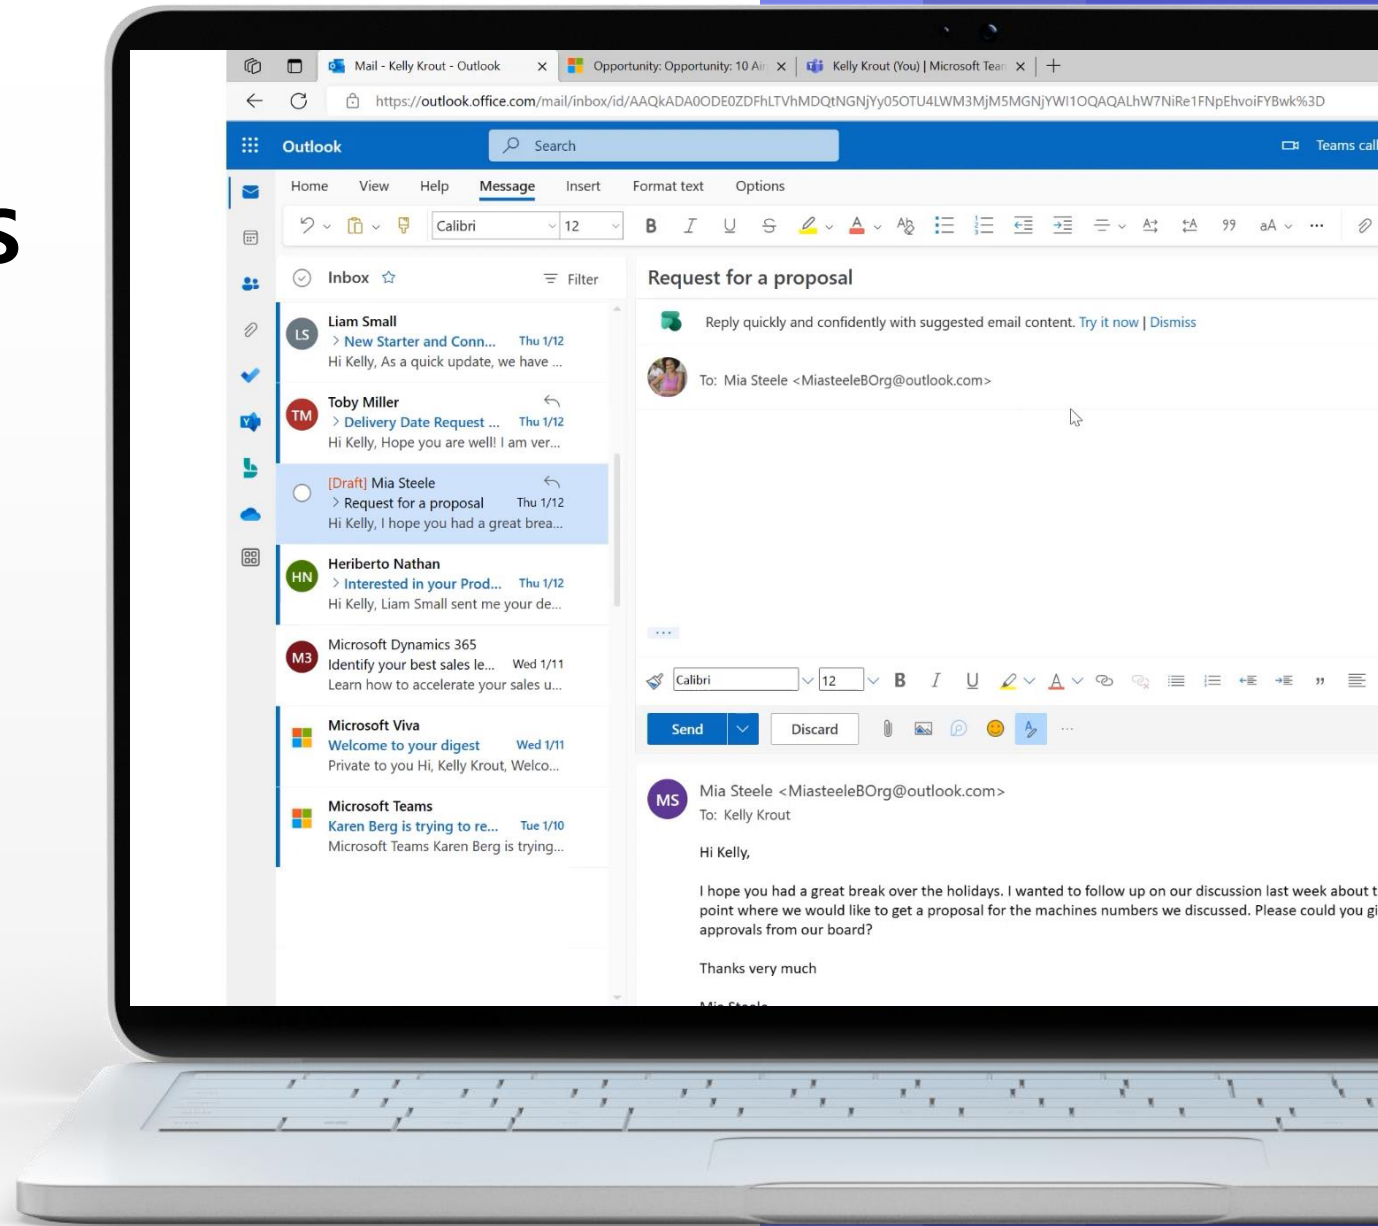 s
Mail - Kelly Krout - Outlook
Opportunity: Opportunity: 10 Air
Kelly Krout (You) | Microsoft Team
https://outlook.office.com/mail/inbox/id/AAQkADA0ODE0ZDFhLTVhMDQtNGNjYy05OTU4LWM3MjM5MGNjYWI1OQAQALhW7NiRe1FNpEhvoiFYBwk%3D
Outlook
Search
Teams call
Home View Help Message Insert Format text Options
Calibri 12
Inbox
Filter
LS
Liam Small
> New Starter and Conn... Thu 1/12
Hi Kelly, As a quick update, we have ...
TM
Toby Miller
> Delivery Date Request ... Thu 1/12
Hi Kelly, Hope you are well! I am ver...
[Draft] Mia Steele
> Request for a proposal Thu 1/12
Hi Kelly, I hope you had a great brea...
HN
Heriberto Nathan
> Interested in your Prod... Thu 1/12
Hi Kelly, Liam Small sent me your de...
M3
Microsoft Dynamics 365
Identify your best sales le... Wed 1/11
Learn how to accelerate your sales u...
Microsoft Viva
Welcome to your digest Wed 1/11
Private to you Hi, Kelly Krout, Welco...
Microsoft Teams
Karen Berg is trying to re... Tue 1/10
Microsoft Teams Karen Berg is trying...
Request for a proposal
Reply quickly and confidently with suggested email content. Try it now | Dismiss
To: Mia Steele <MiasteeleBOrg@outlook.com>
...
Calibri 12
Send
Discard
MS
Mia Steele <MiasteeleBOrg@outlook.com>
To: Kelly Krout
Hi Kelly,
I hope you had a great break over the holidays. I wanted to follow up on our discussion last week about t
point where we would like to get a proposal for the machines numbers we discussed. Please could you gi
approvals from our board?
Thanks very much
Mia Steele